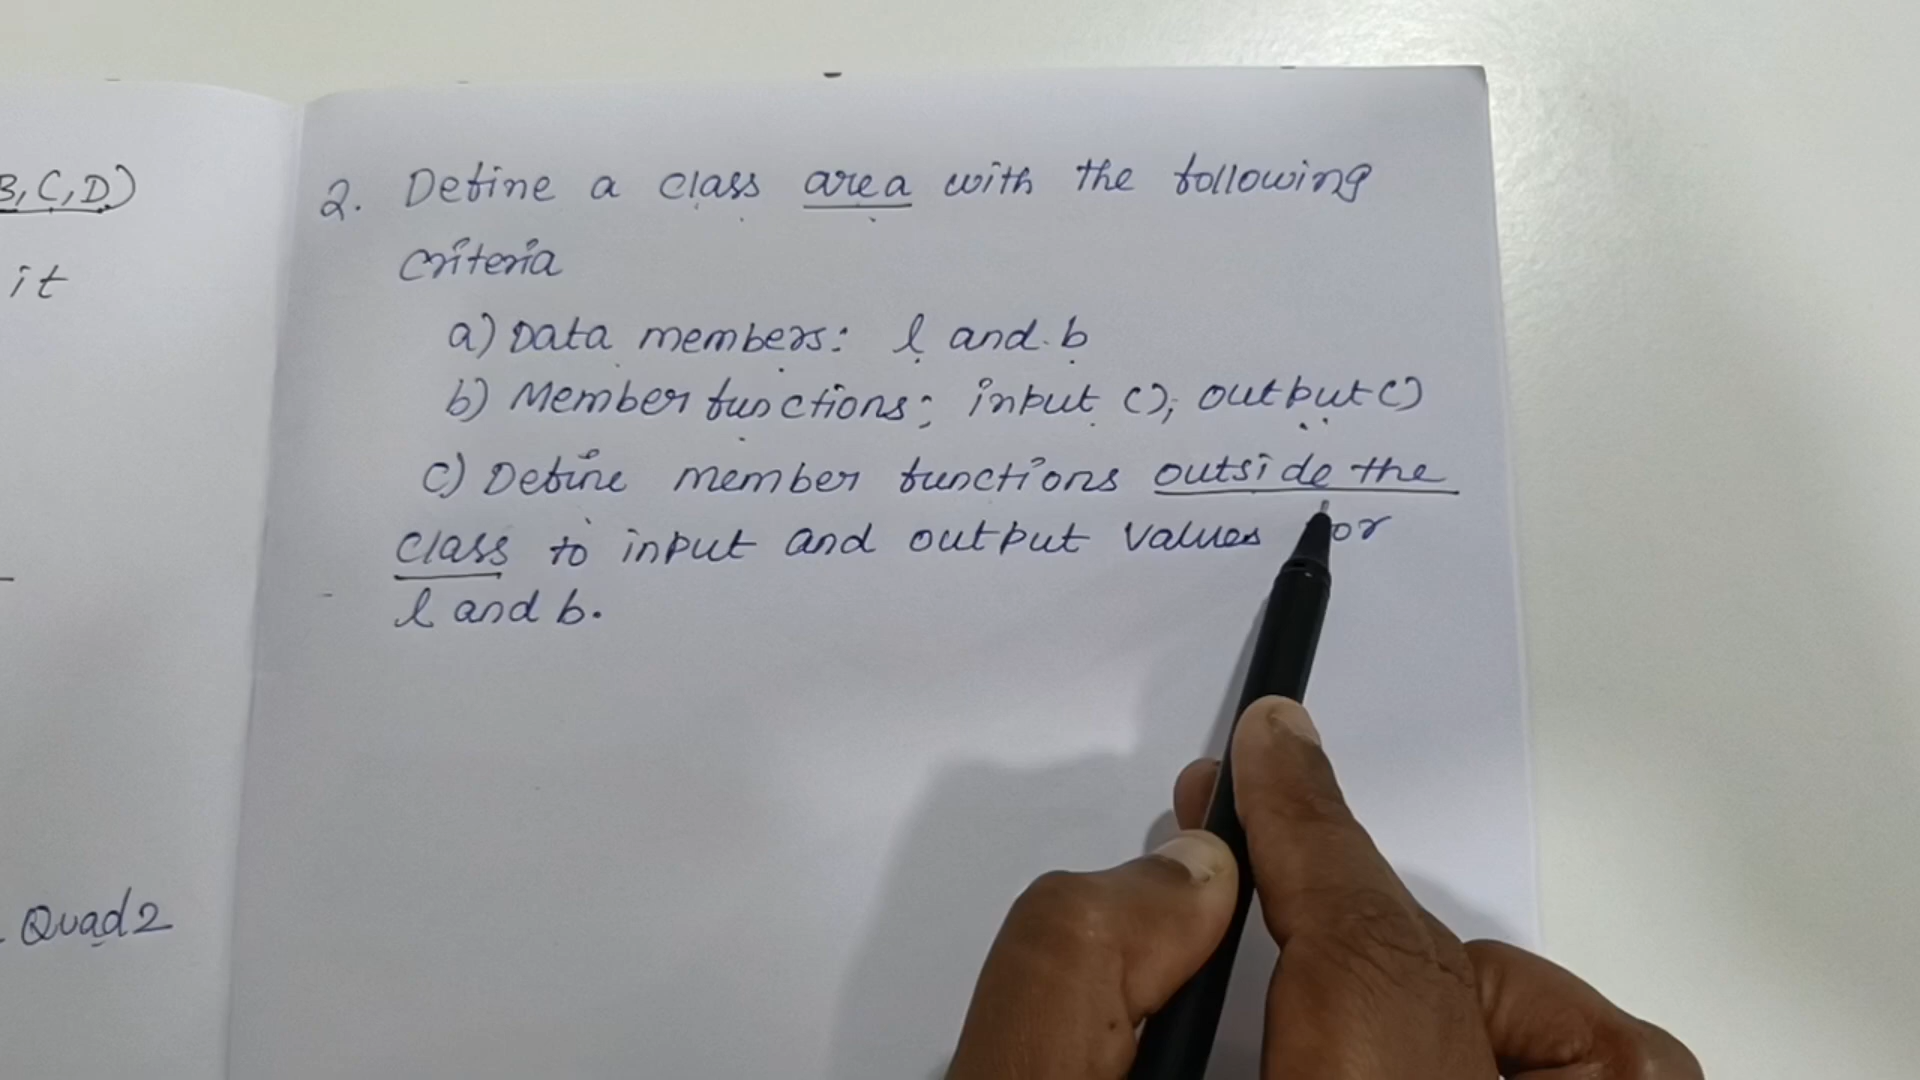 B, C, D)
it
Quad2
2. Define a class area with the following
criteria
a) Data members: l and b
b) Member functions: input (), output ()
c) Define member functions outside the
class to input and output values for
l and b.